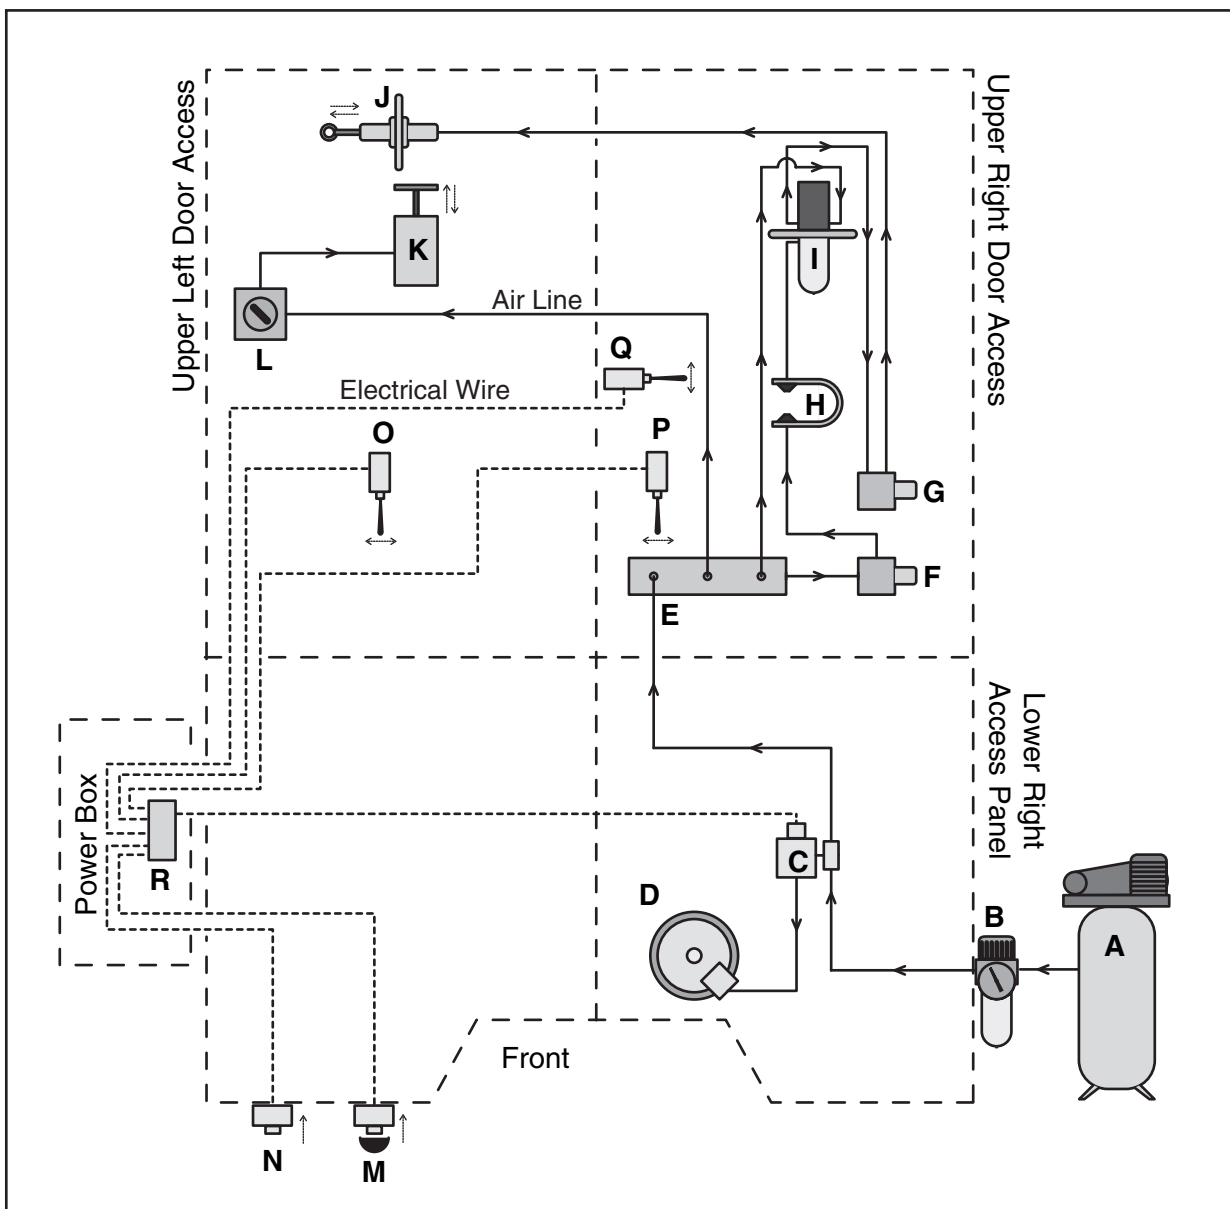 J
Upper Left Door Access
Upper Right Door Access
K
I
Air Line
L
Q
Electrical Wire
H
O
P
G
F
E
Lower Right
Access Panel
Power Box
C
R
D
B
A
Front
N
M